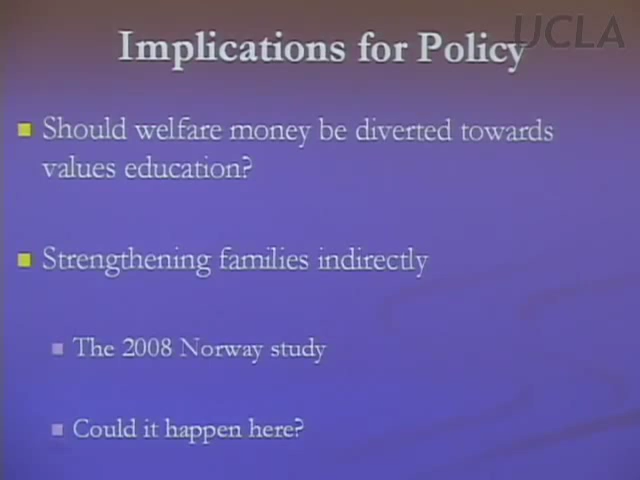 UCLA
Implications for Policy
Should welfare money be diverted towards
values education?
Strengthening families indirectly
The 2008 Norway study
Could it happen here?